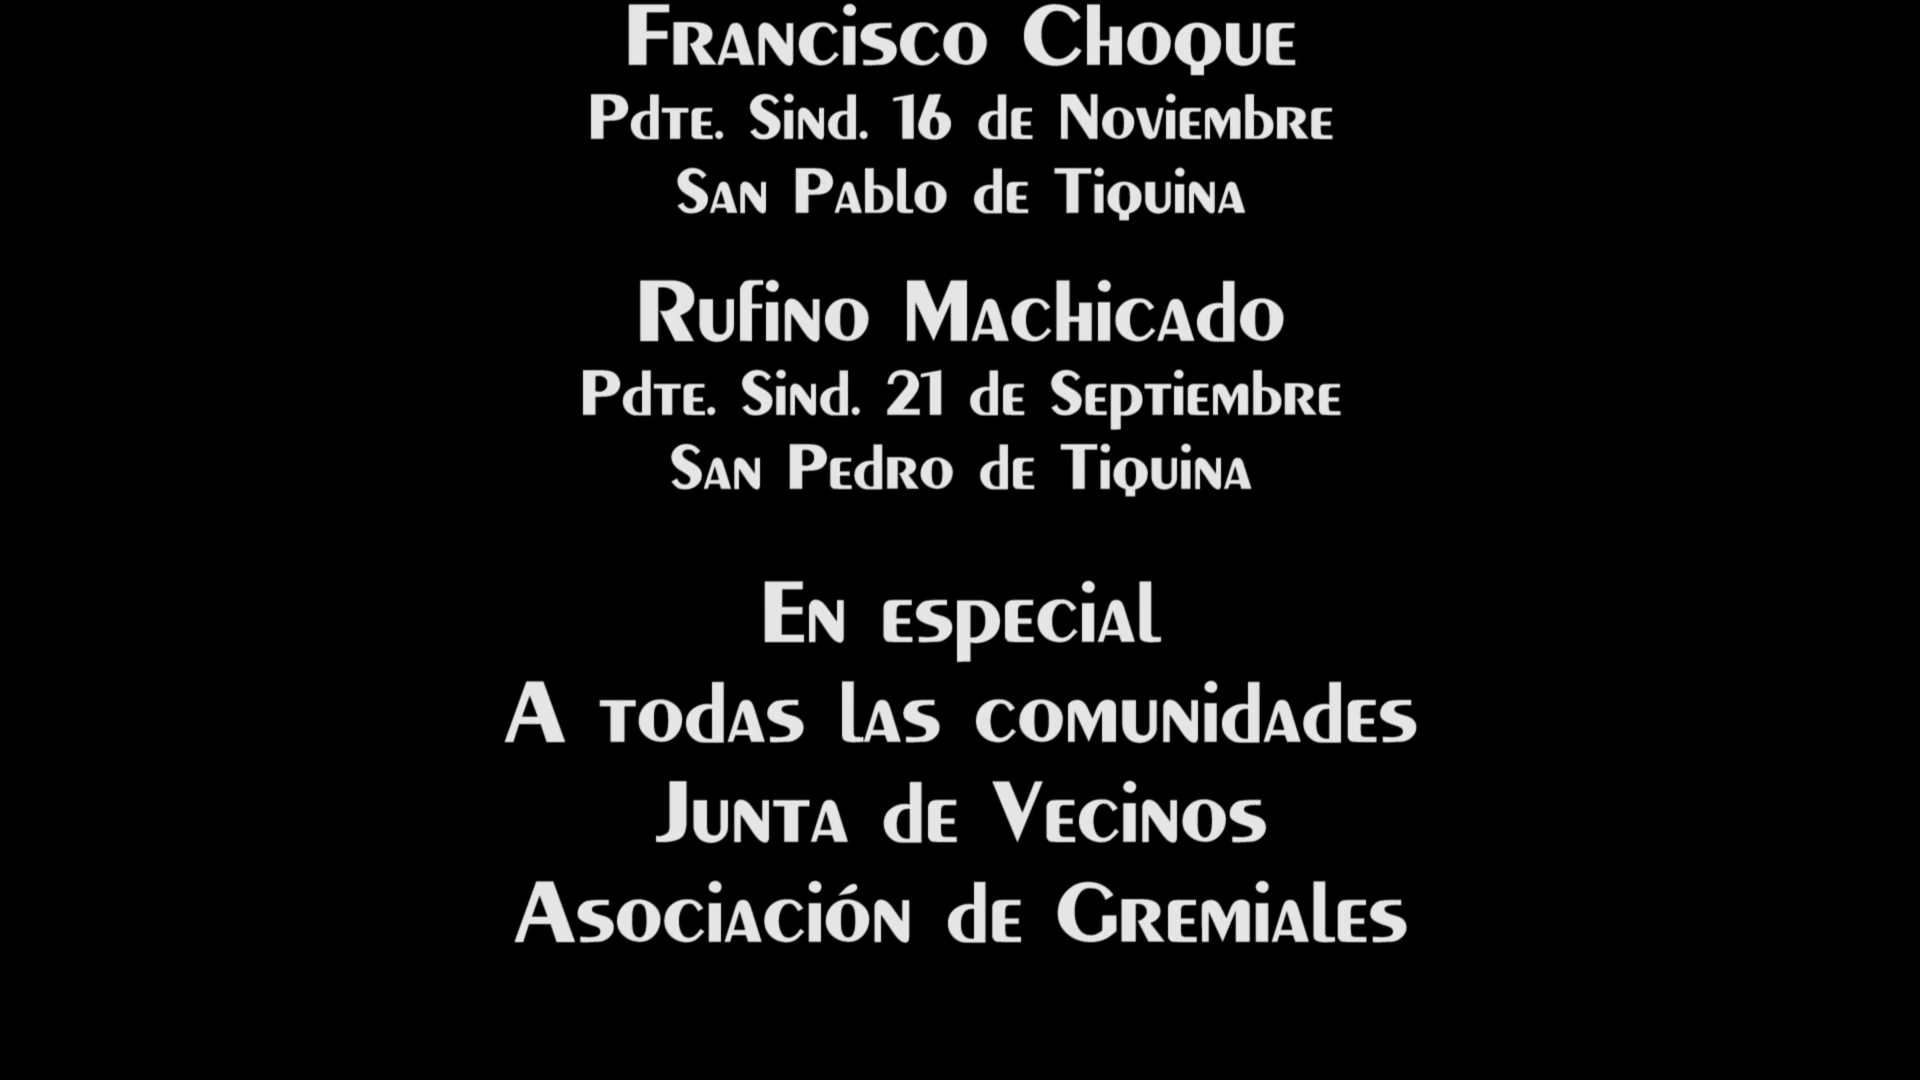 Francisco Choque
Pdte. Sind. 16 de Noviembre
San Pablo de Tiquina
Rufino Machicado
Pdte. Sind. 21 de Septiembre
San Pedro de Tiquina
En especial
A todas las comunidades
Junta de Vecinos
Asociación de Gremiales